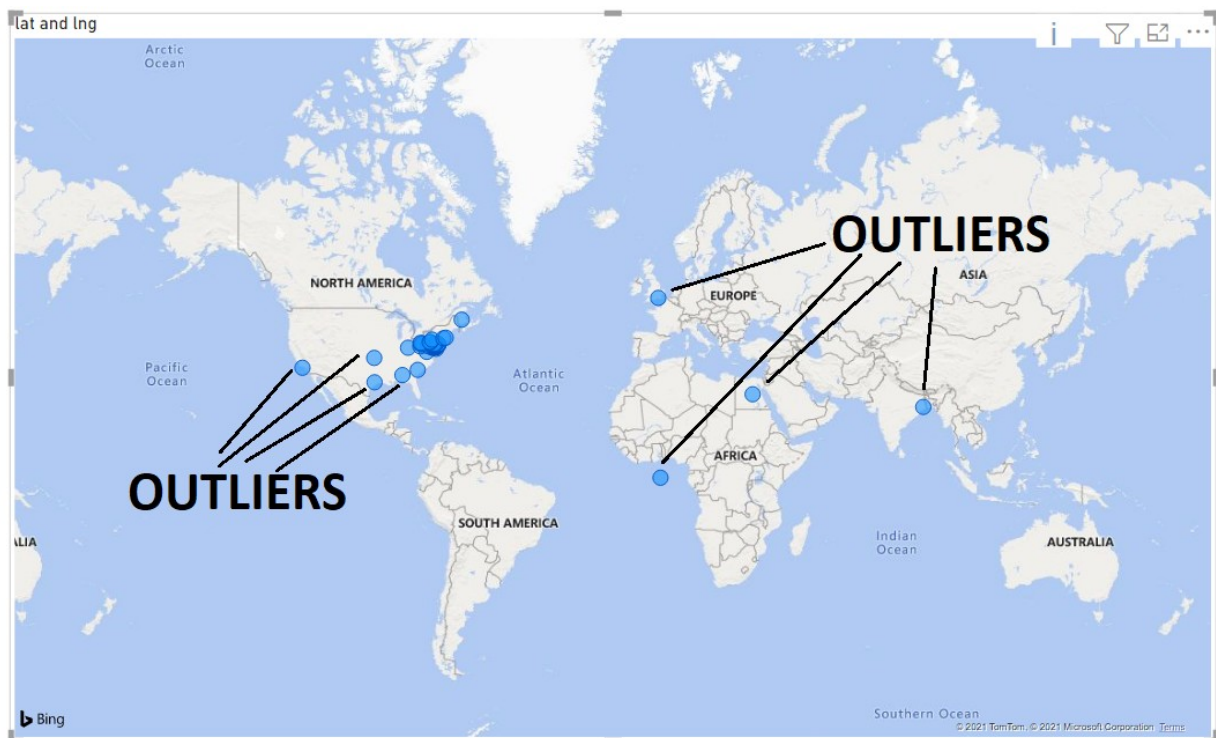 lat and lng
Arctic
Ocean
OUTLIERS
ASIA
NORTH AMERICA
EUROPE
Pacific
Ocean
Atlantic
Ocean
AFRICA
OUTLIERS
SOUTH AMERICA
Indian
Ocean
ALIA
AUSTRALIA
Southern Ocean
Bing
© 2021 TomTom, © 2021 Microsoft Corporation Terms